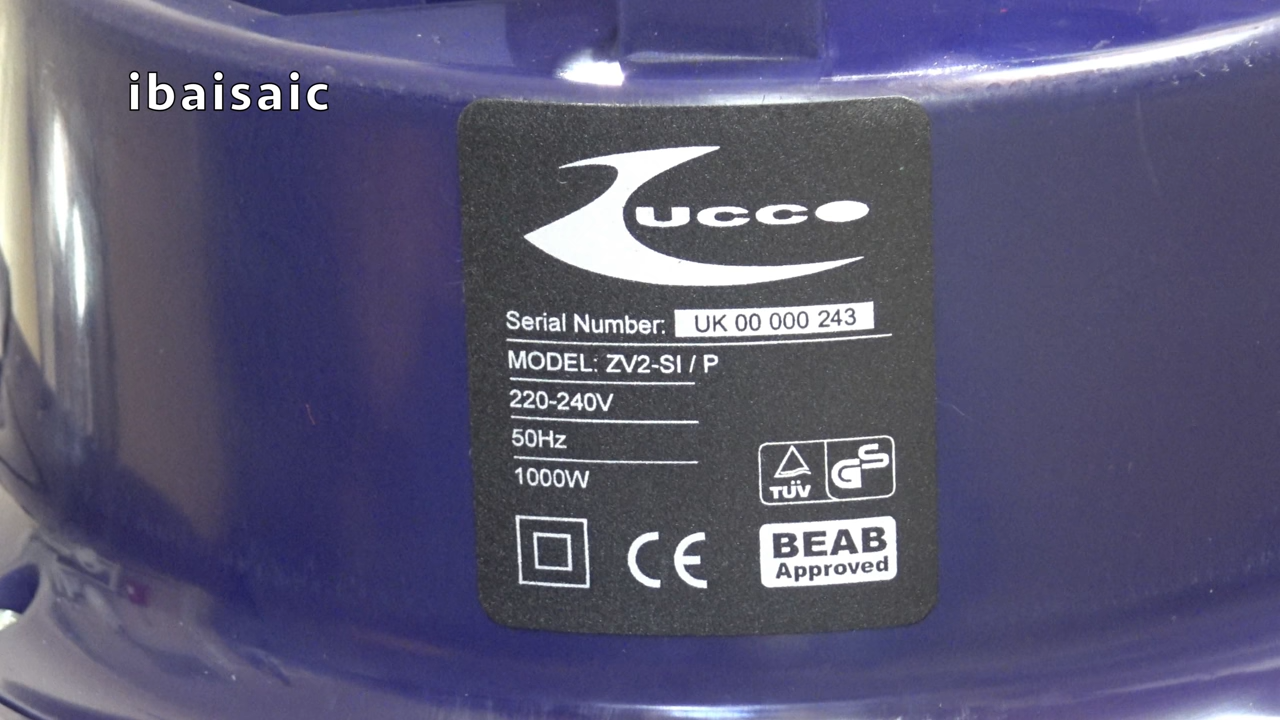 ibaisaic
ZUCCO
Serial Number: UK 00 000 243
MODEL: ZV2-SI / P
220-240V
50Hz
1000W
TÜV GS
CE
BEAB
Approved